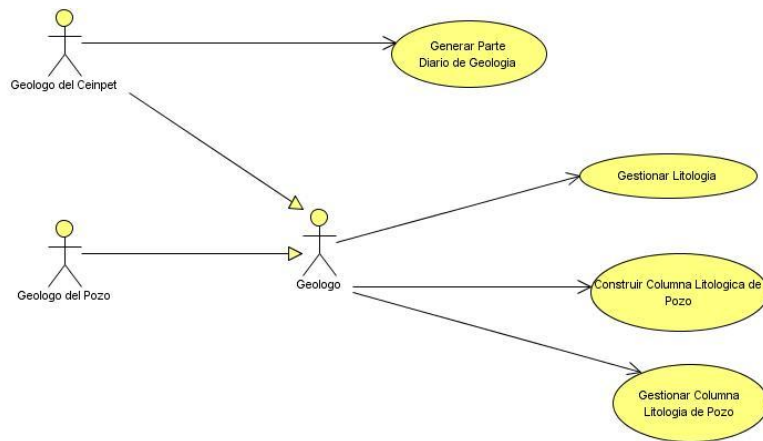 Generar Parte
Diario de Geologia
Geologo del Ceinpet
Gestionar Litologia
Geologo del Pozo
Geologo
Construir Columna Litologica de
Pozo
Gestionar Columna
Litologia de Pozo